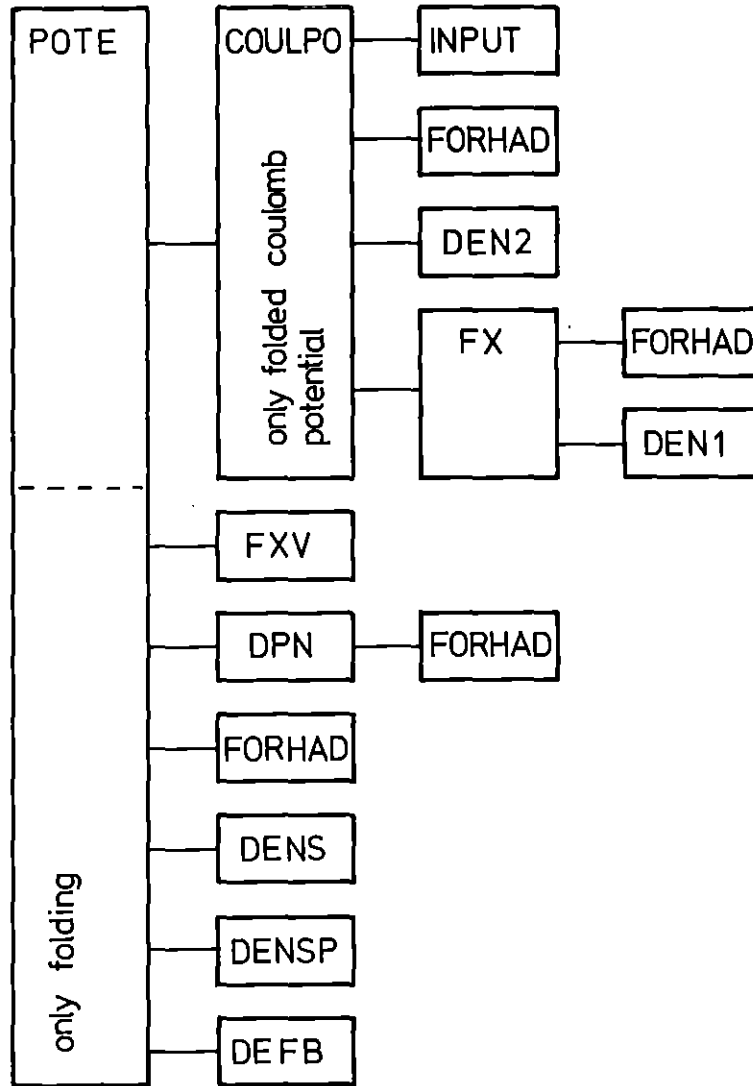 POTE
COULPO
INPUT
FORHAD
DEN2
only folded coulomb
potential
FX
FORHAD
DEN1
FXV
DPN
FORHAD
FORHAD
DENS
DENSP
DEFB
only folding